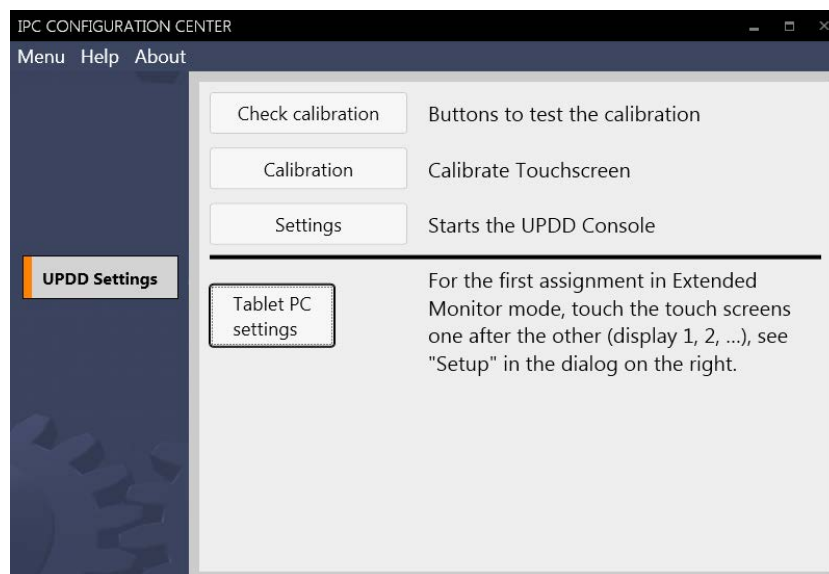 IPC CONFIGURATION CENTER
Menu Help About
Check calibration
Buttons to test the calibration
Calibration
Calibrate Touchscreen
Settings
Starts the UPDD Console
UPDD Settings
Tablet PC
settings
For the first assignment in Extended
Monitor mode, touch the touch screens
one after the other (display 1, 2, ...), see
"Setup" in the dialog on the right.